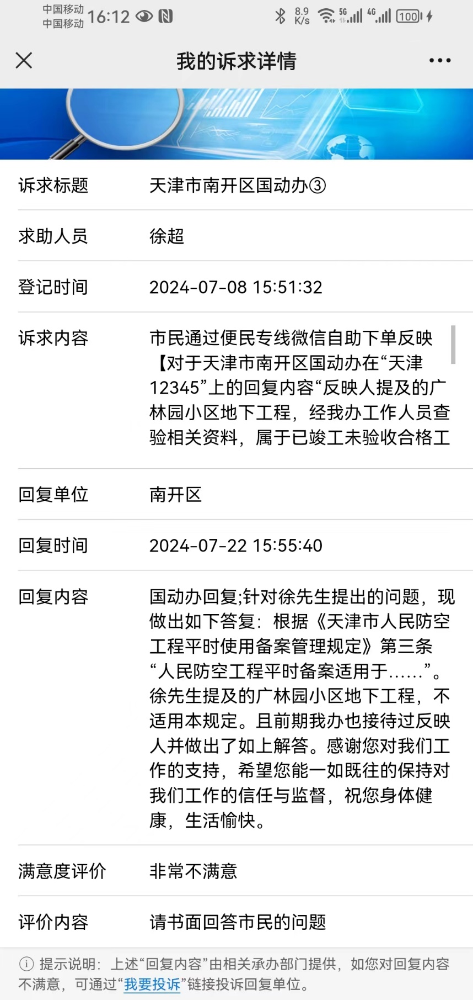 中国移动
中国移动
16:12
8.9
K/s
5G
4G
100
我的诉求详情
诉求标题 天津市南开区国动办③
求助人员 徐超
登记时间 2024-07-08 15:51:32
诉求内容 市民通过便民专线微信自助下单反映
【对于天津市南开区国动办在“天津
12345”上的回复内容“反映人提及的广
林园小区地下工程，经我办工作人员查
验相关资料，属于已竣工未验收合格工
回复单位 南开区
回复时间 2024-07-22 15:55:40
回复内容 国动办回复;针对徐先生提出的问题，现
做出如下答复：根据《天津市人民防空
工程平时使用备案管理规定》第三条
“人民防空工程平时备案适用于……”。
徐先生提及的广林园小区地下工程，不
适用本规定。且前期我办也接待过反映
人并做出了如上解答。感谢您对我们工
作的支持，希望您能一如既往的保持对
我们工作的信任与监督，祝您身体健
康，生活愉快。
满意度评价 非常不满意
评价内容 请书面回答市民的问题
提示说明：上述“回复内容”由相关承办部门提供，如您对回复内容
不满意，可通过“我要投诉”链接投诉回复单位。